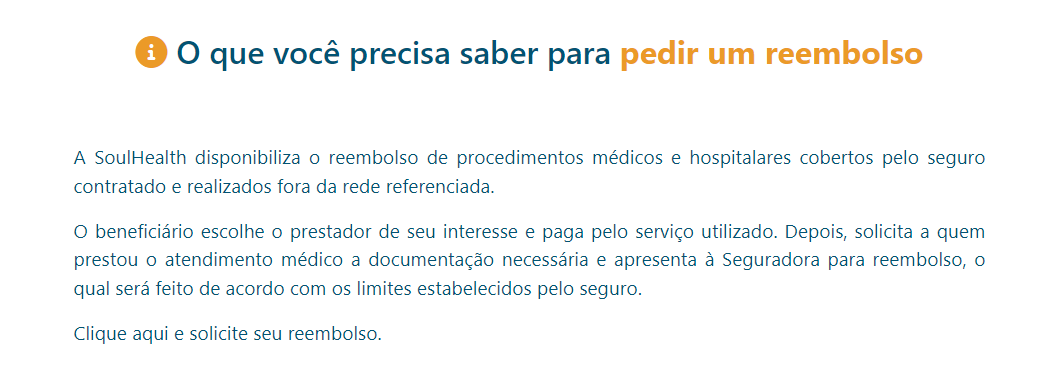 O que você precisa saber para pedir um reembolso
A SoulHealth disponibiliza o reembolso de procedimentos médicos e hospitalares cobertos pelo seguro
contratado e realizados fora da rede referenciada.
O beneficiário escolhe o prestador de seu interesse e paga pelo serviço utilizado. Depois, solicita a quem
prestou o atendimento médico a documentação necessária e apresenta à Seguradora para reembolso, o
qual será feito de acordo com os limites estabelecidos pelo seguro.
Clique aqui e solicite seu reembolso.